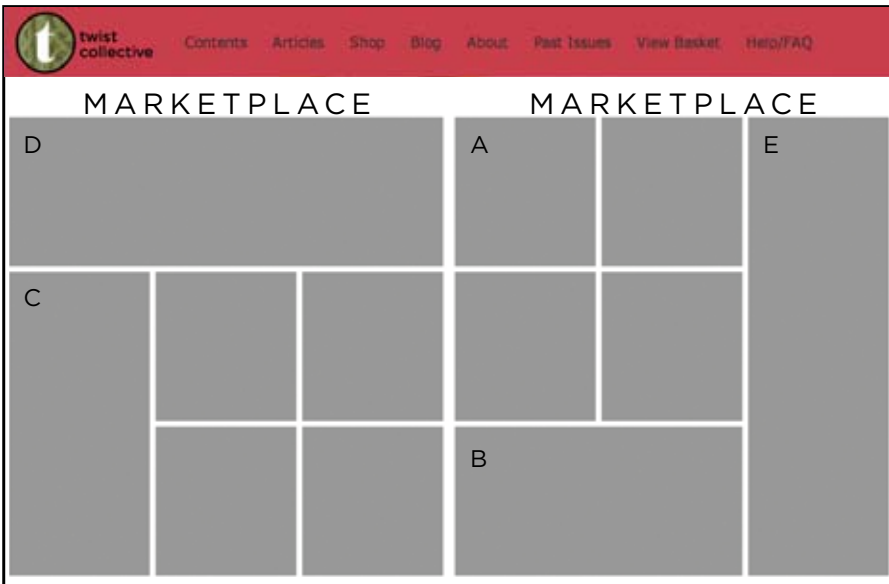 twist
collective
Contents Articles Shop Blog About Past Issues View Basket Help/FAQ
MARKETPLACE MARKETPLACE
D A E
C
B